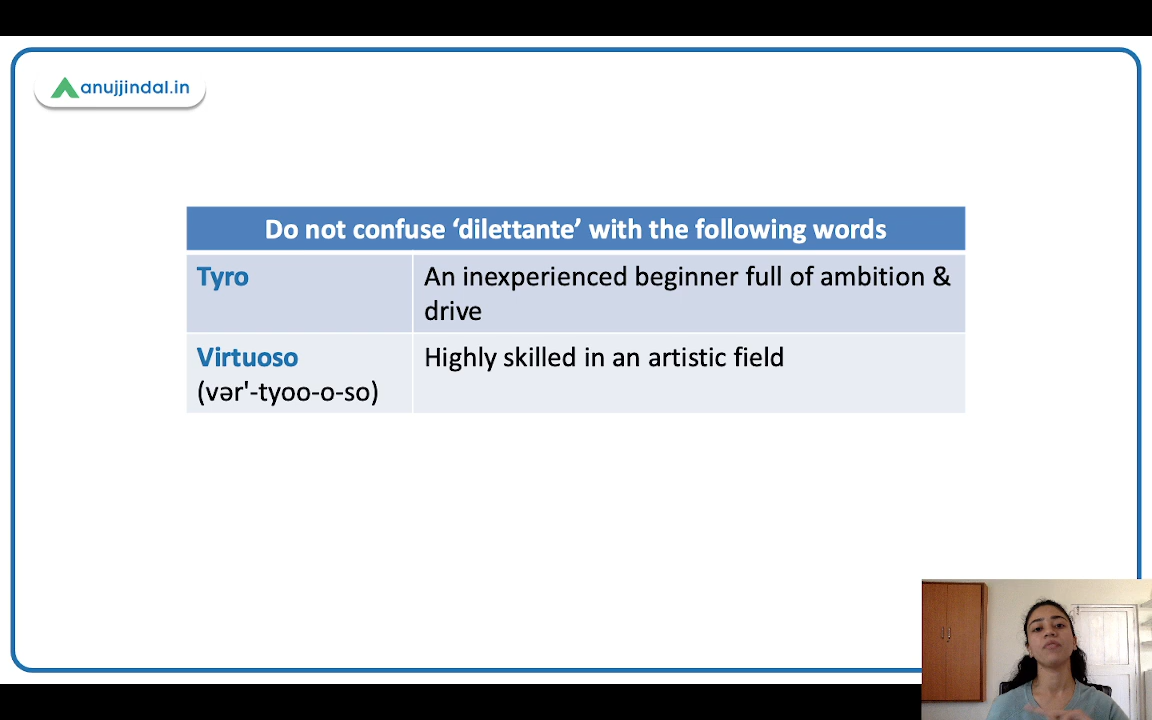 anujjindal.in
Do not confuse ‘dilettante’ with the following words
Tyro
An inexperienced beginner full of ambition &
drive
Virtuoso
(vər'-tyoo-o-so)
Highly skilled in an artistic field